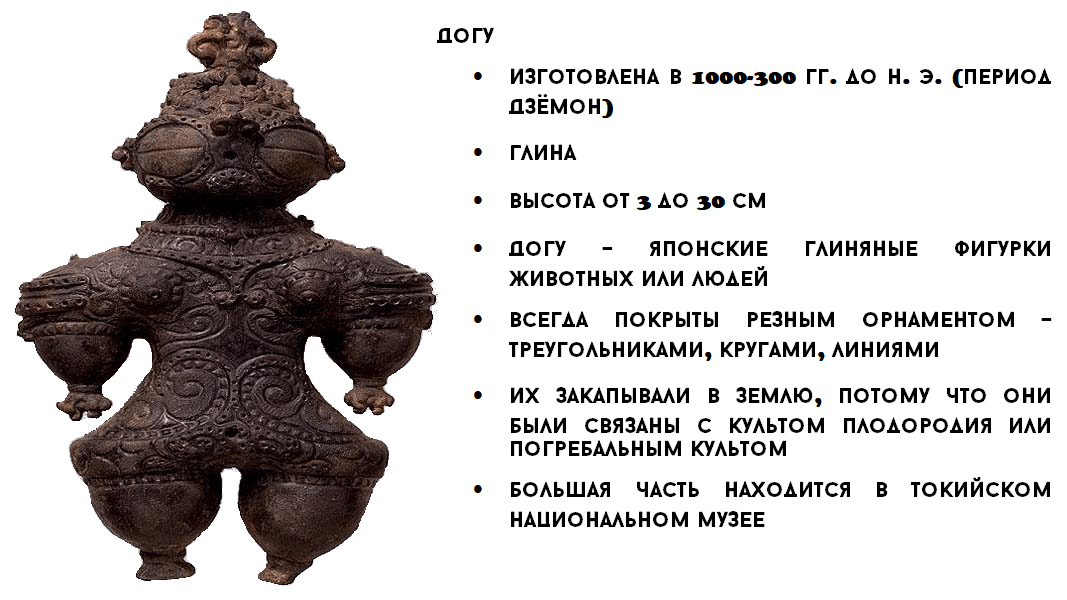 ДОГУ
• ИЗГОТОВЛЕНА В 1000-300 ГГ. ДО Н. Э. (ПЕРИОД
ДЗЁМОН)
• ГЛИНА
• ВЫСОТА ОТ 3 ДО 30 СМ
• ДОГУ – ЯПОНСКИЕ ГЛИНЯНЫЕ ФИГУРКИ
ЖИВОТНЫХ ИЛИ ЛЮДЕЙ
• ВСЕГДА ПОКРЫТЫ РЕЗНЫМ ОРНАМЕНТОМ –
ТРЕУГОЛЬНИКАМИ, КРУГАМИ, ЛИНИЯМИ
• ИХ ЗАКАПЫВАЛИ В ЗЕМЛЮ, ПОТОМУ ЧТО ОНИ
БЫЛИ СВЯЗАНЫ С КУЛЬТОМ ПЛОДОРОДИЯ ИЛИ
ПОГРЕБАЛЬНЫМ КУЛЬТОМ
• БОЛЬШАЯ ЧАСТЬ НАХОДИТСЯ В ТОКИЙСКОМ
НАЦИОНАЛЬНОМ МУЗЕЕ